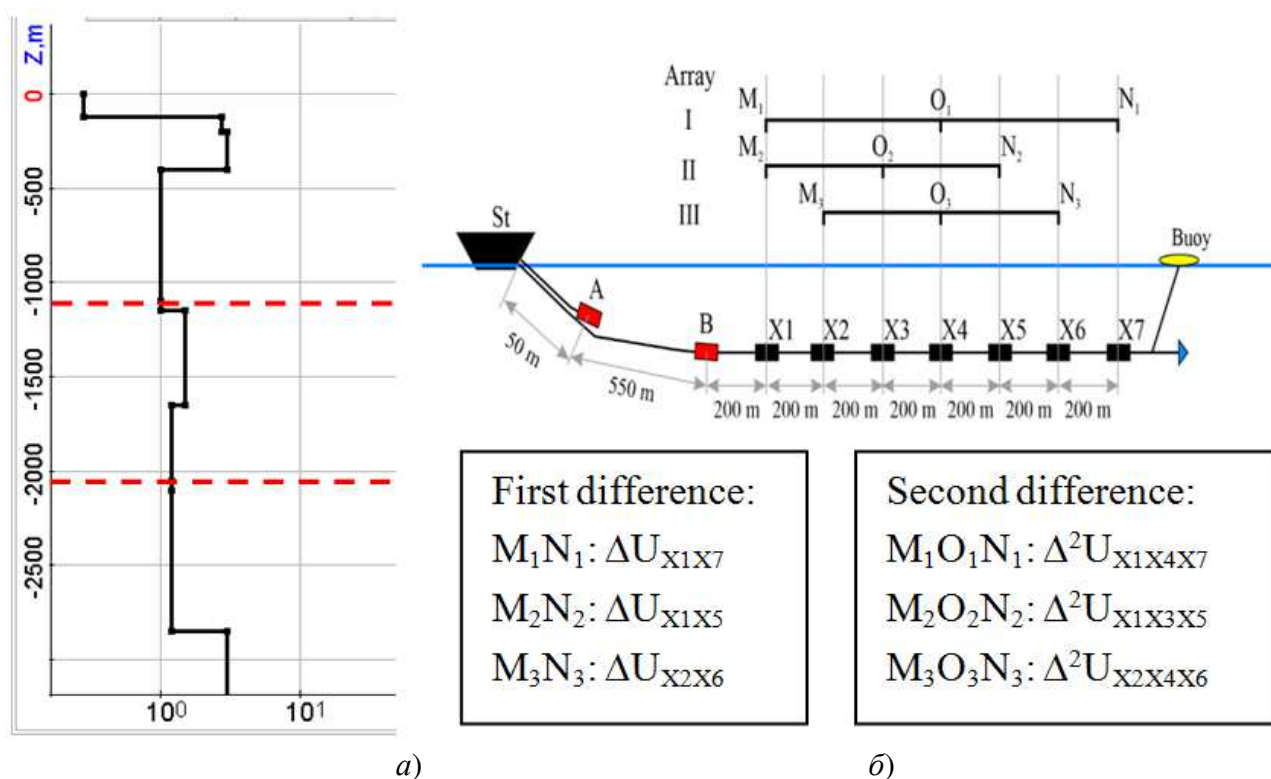 Z,m
0
-500
-1000
-1500
-2000
-2500
10⁰
10¹
Array
I
M₁
O₁
N₁
II
M₂
O₂
N₂
III
M₃
O₃
N₃
St
A
B
X1
X2
X3
X4
X5
X6
X7
Buoy
50 m
550 m
200 m
200 m
200 m
200 m
200 m
200 m
200 m
First difference:
M₁N₁: ΔU_X1X7
M₂N₂: ΔU_X1X5
M₃N₃: ΔU_X2X6
Second difference:
M₁O₁N₁: Δ²U_X1X4X7
M₂O₂N₂: Δ²U_X1X3X5
M₃O₃N₃: Δ²U_X2X4X6
а)
б)